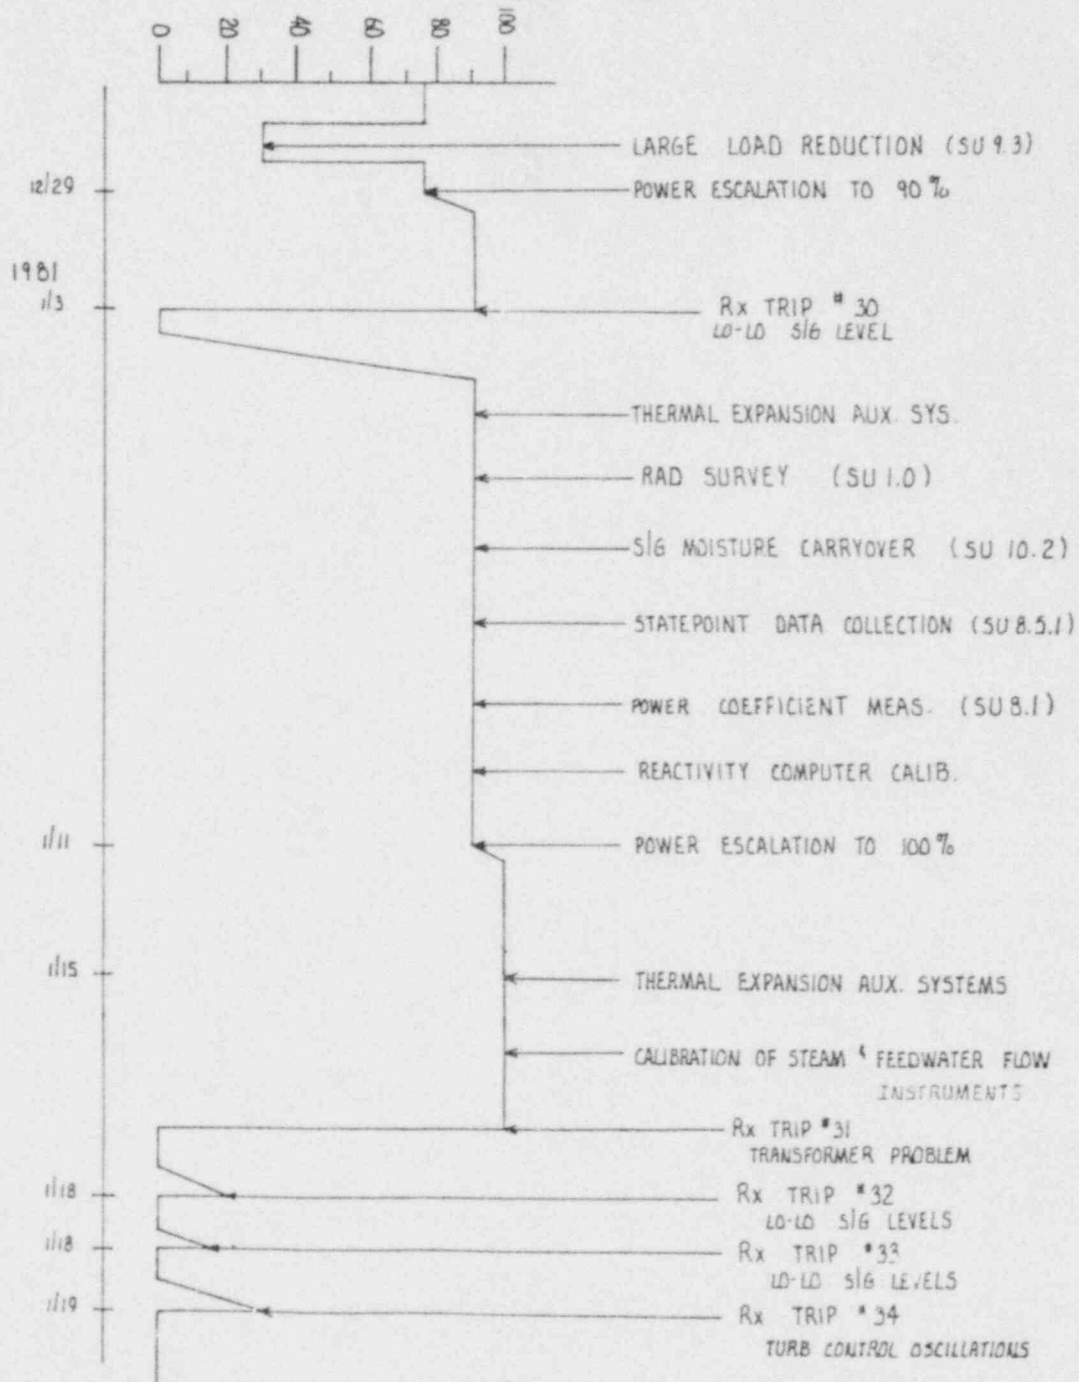 0 20 40 60 80 100
LARGE LOAD REDUCTION (SU 9.3)
12/29
POWER ESCALATION TO 90%
1981
1/3
Rx TRIP #30
LO-LO S/G LEVEL
THERMAL EXPANSION AUX. SYS.
RAD SURVEY (SU 1.0)
S/G MOISTURE CARRYOVER (SU 10.2)
STATEPOINT DATA COLLECTION (SU 8.5.1)
POWER COEFFICIENT MEAS. (SU 8.1)
REACTIVITY COMPUTER CALIB.
1/11
POWER ESCALATION TO 100%
1/15
THERMAL EXPANSION AUX. SYSTEMS
CALIBRATION OF STEAM & FEEDWATER FLOW
INSTRUMENTS
Rx TRIP #31
TRANSFORMER PROBLEM
1/18
Rx TRIP #32
LO-LO S/G LEVELS
1/18
Rx TRIP #33
LO-LO S/G LEVELS
1/19
Rx TRIP #34
TURB CONTROL OSCILLATIONS